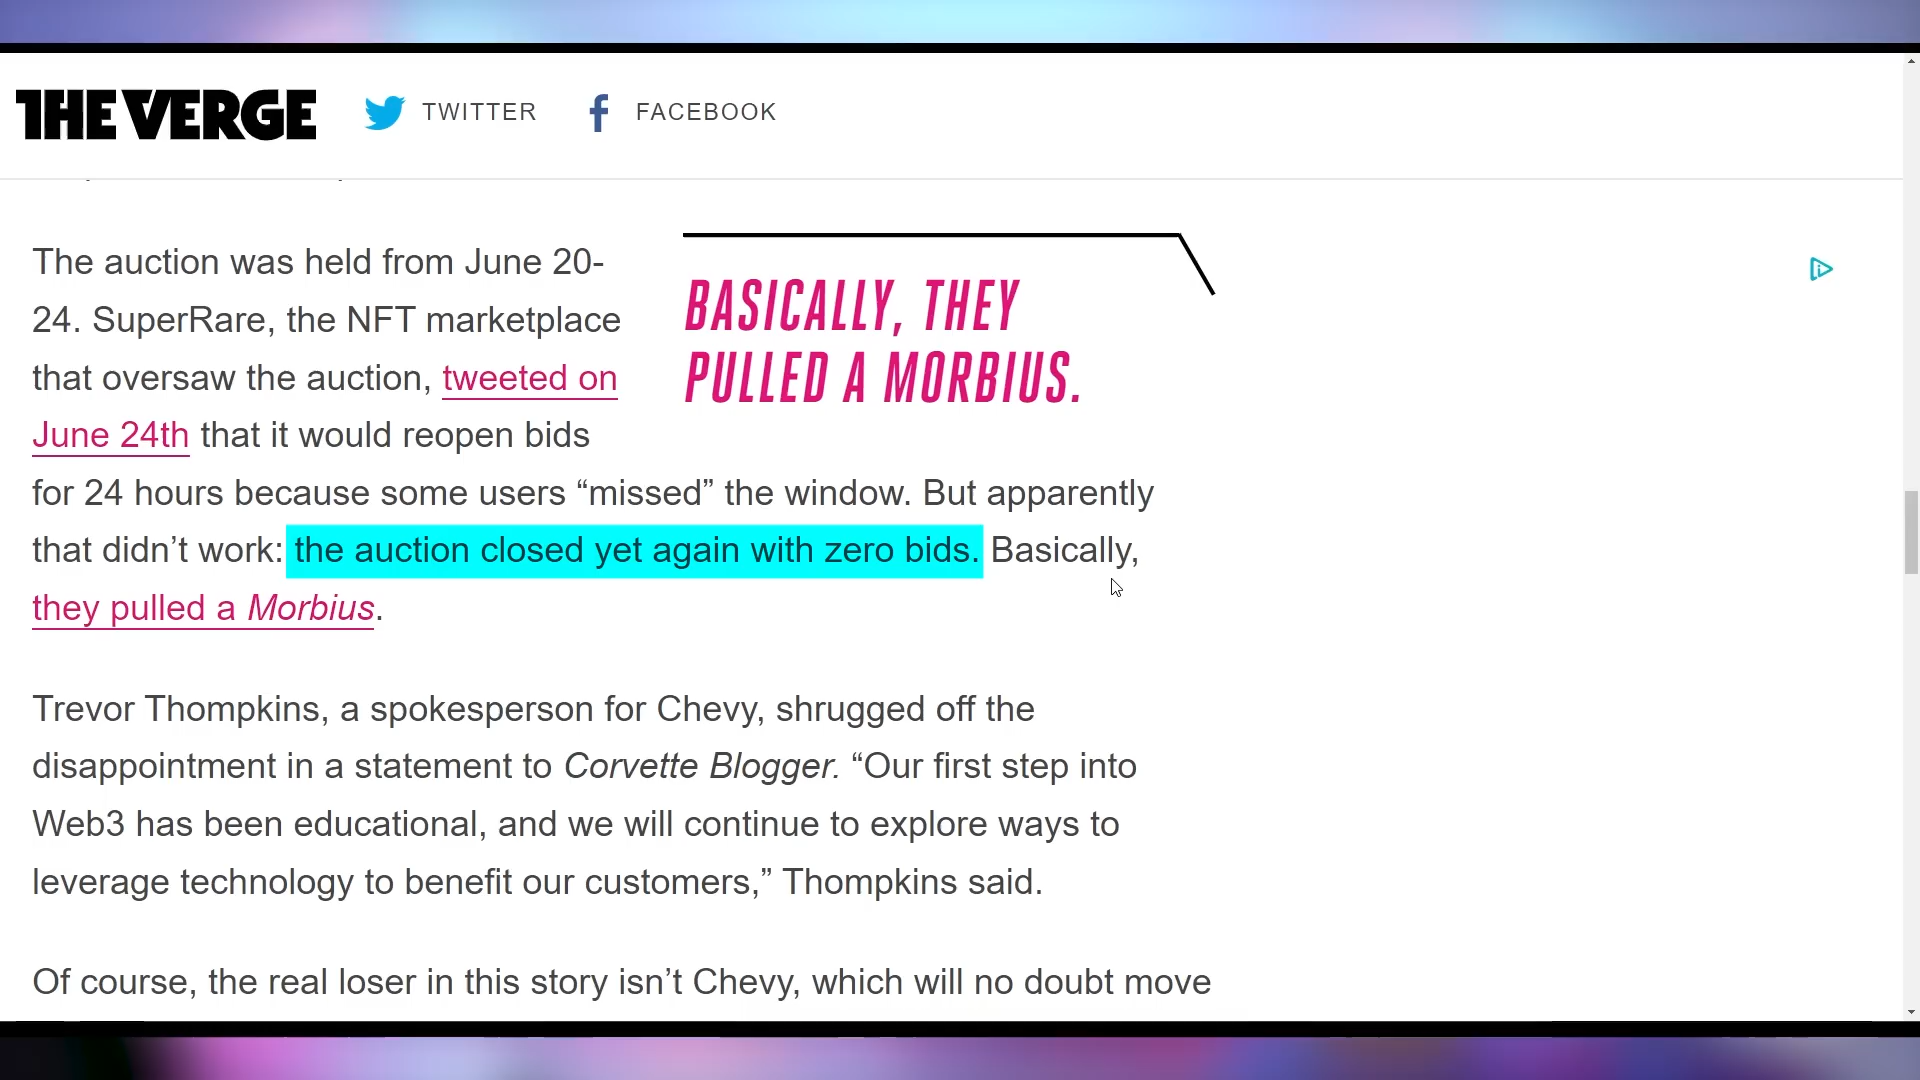 THE VERGE
TWITTER
FACEBOOK
The auction was held from June 20-
24. SuperRare, the NFT marketplace
that oversaw the auction, tweeted on
June 24th that it would reopen bids
for 24 hours because some users “missed” the window. But apparently
that didn’t work: the auction closed yet again with zero bids. Basically,
they pulled a Morbius.
BASICALLY, THEY
PULLED A MORBIUS.
Trevor Thompkins, a spokesperson for Chevy, shrugged off the
disappointment in a statement to Corvette Blogger. “Our first step into
Web3 has been educational, and we will continue to explore ways to
leverage technology to benefit our customers,” Thompkins said.
Of course, the real loser in this story isn’t Chevy, which will no doubt move